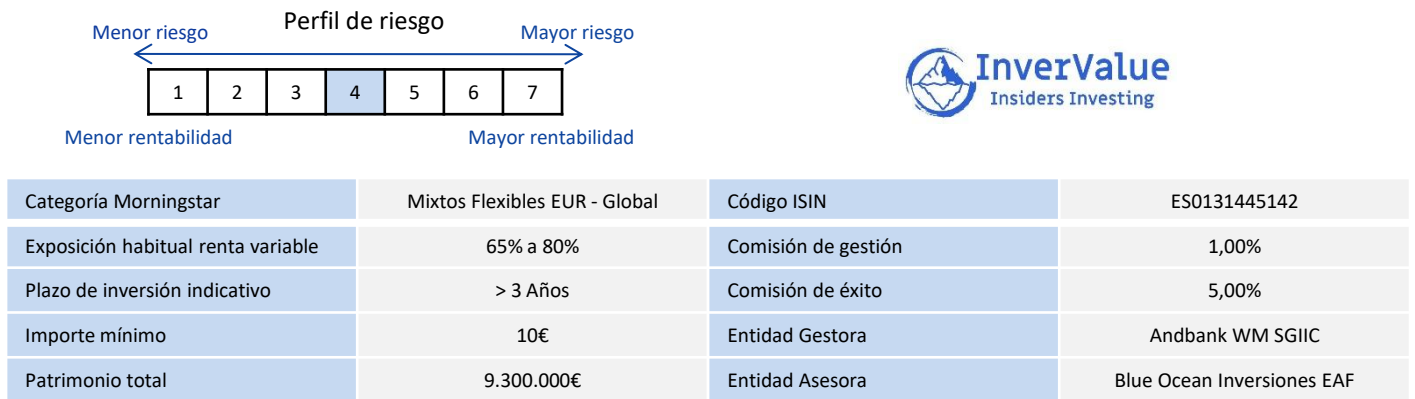 Perfil de riesgo
Menor riesgo Mayor riesgo
1 2 3 4 5 6 7
Menor rentabilidad Mayor rentabilidad
InverValue
Insiders Investing
Categoría Morningstar Mixtos Flexibles EUR - Global Código ISIN ES0131445142
Exposición habitual renta variable 65% a 80% Comisión de gestión 1,00%
Plazo de inversión indicativo > 3 Años Comisión de éxito 5,00%
Importe mínimo 10€ Entidad Gestora Andbank WM SGIIC
Patrimonio total 9.300.000€ Entidad Asesora Blue Ocean Inversiones EAF